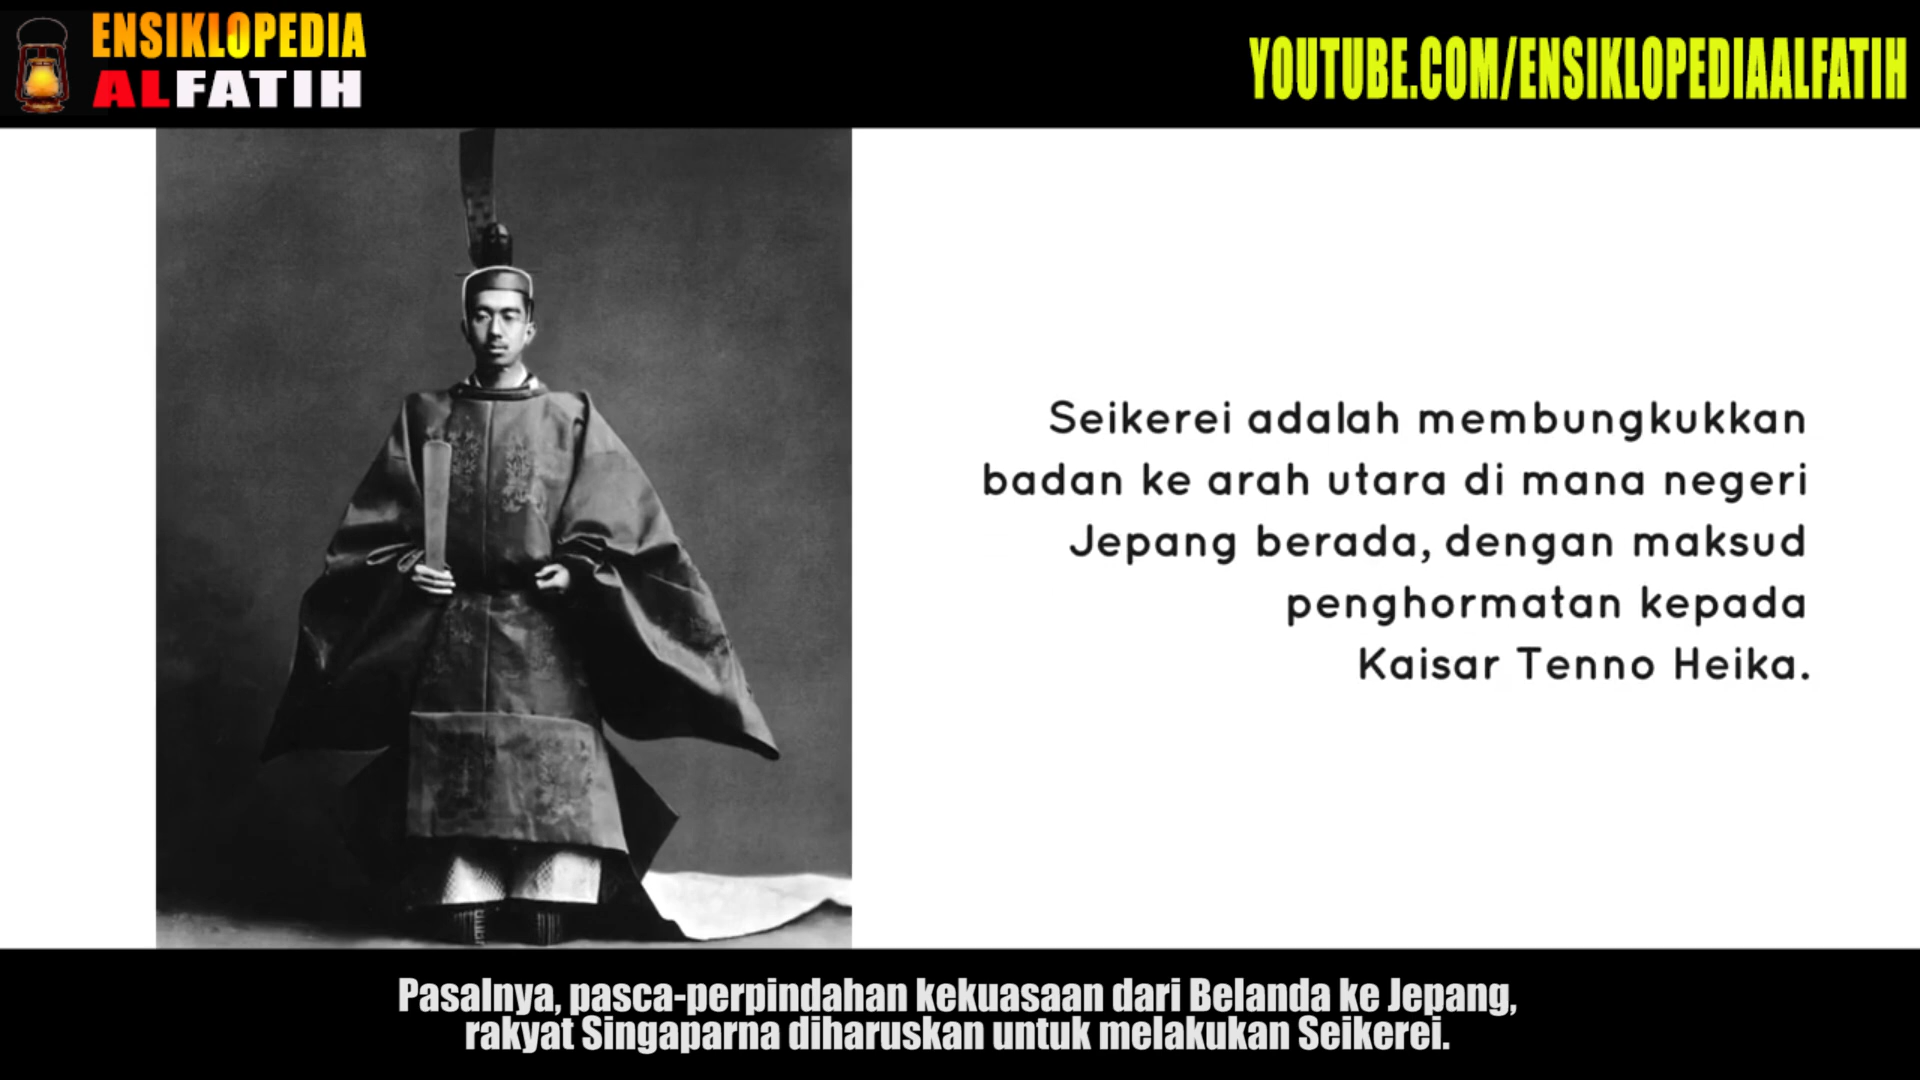 ENSIKLOPEDIA
ALFATIH
YOUTUBE.COM/ENSIKLOPEDIAALFATIH
Seikerei adalah membungkukkan
badan ke arah utara di mana negeri
Jepang berada, dengan maksud
penghormatan kepada
Kaisar Tenno Heika.
Pasalnya, pasca-perpindahan kekuasaan dari Belanda ke Jepang,
rakyat Singaparna diharuskan untuk melakukan Seikerei.